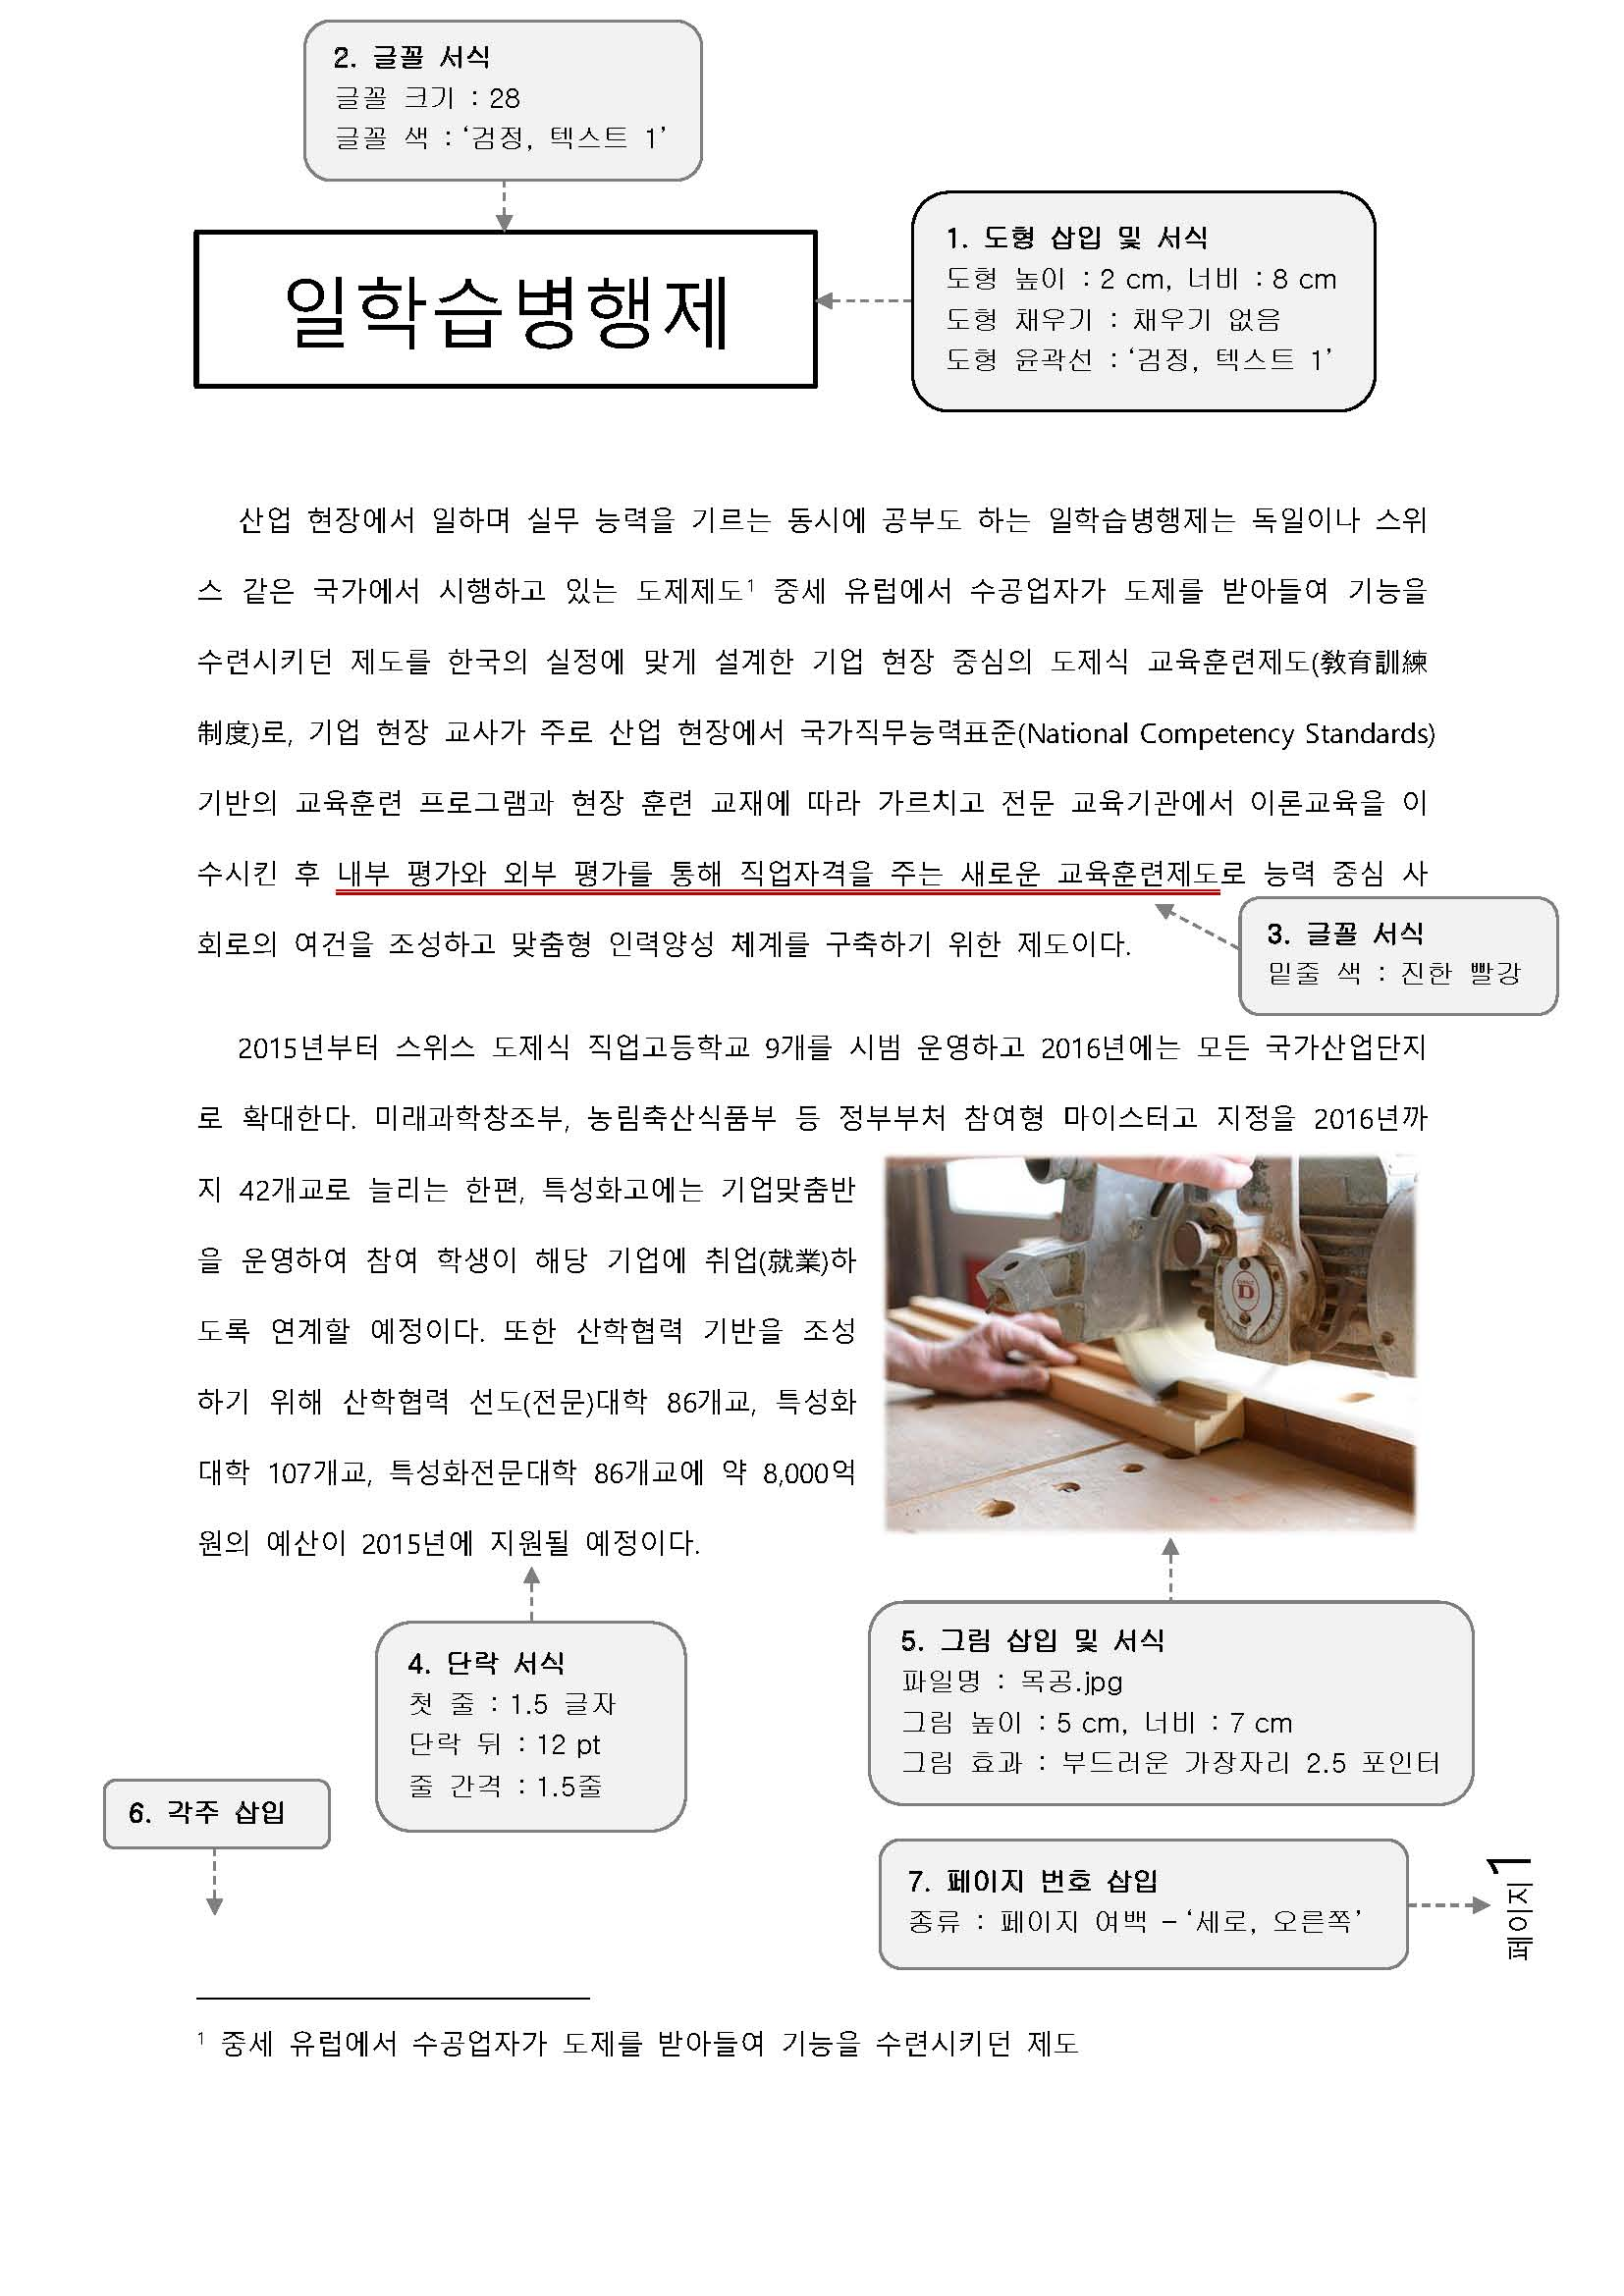 2. 글꼴 서식
글꼴 크기 : 28
글꼴 색 : ‘검정, 텍스트 1’
일학습병행제
1. 도형 삽입 및 서식
도형 높이 : 2 cm, 너비 : 8 cm
도형 채우기 : 채우기 없음
도형 윤곽선 : ‘검정, 텍스트 1’
산업 현장에서 일하며 실무 능력을 기르는 동시에 공부도 하는 일학습병행제는 독일이나 스위
스 같은 국가에서 시행하고 있는 도제제도¹ 중세 유럽에서 수공업자가 도제를 받아들여 기능을
수련시키던 제도를 한국의 실정에 맞게 설계한 기업 현장 중심의 도제식 교육훈련제도(教育訓練
制度)로, 기업 현장 교사가 주로 산업 현장에서 국가직무능력표준(National Competency Standards)
기반의 교육훈련 프로그램과 현장 훈련 교재에 따라 가르치고 전문 교육기관에서 이론교육을 이
수시킨 후 내부 평가와 외부 평가를 통해 직업자격을 주는 새로운 교육훈련제도로 능력 중심 사
회로의 여건을 조성하고 맞춤형 인력양성 체계를 구축하기 위한 제도이다.
3. 글꼴 서식
밑줄 색 : 진한 빨강
2015년부터 스위스 도제식 직업고등학교 9개를 시범 운영하고 2016년에는 모든 국가산업단지
로 확대한다. 미래과학창조부, 농림축산식품부 등 정부부처 참여형 마이스터고 지정을 2016년까
지 42개교로 늘리는 한편, 특성화고에는 기업맞춤반
을 운영하여 참여 학생이 해당 기업에 취업(就業)하
도록 연계할 예정이다. 또한 산학협력 기반을 조성
하기 위해 산학협력 선도(전문)대학 86개교, 특성화
대학 107개교, 특성화전문대학 86개교에 약 8,000억
원의 예산이 2015년에 지원될 예정이다.
D
4. 단락 서식
첫 줄 : 1.5 글자
단락 뒤 : 12 pt
줄 간격 : 1.5줄
5. 그림 삽입 및 서식
파일명 : 목공.jpg
그림 높이 : 5 cm, 너비 : 7 cm
그림 효과 : 부드러운 가장자리 2.5 포인터
6. 각주 삽입
7. 페이지 번호 삽입
종류 : 페이지 여백 – ‘세로, 오른쪽’
페이지 1
¹ 중세 유럽에서 수공업자가 도제를 받아들여 기능을 수련시키던 제도